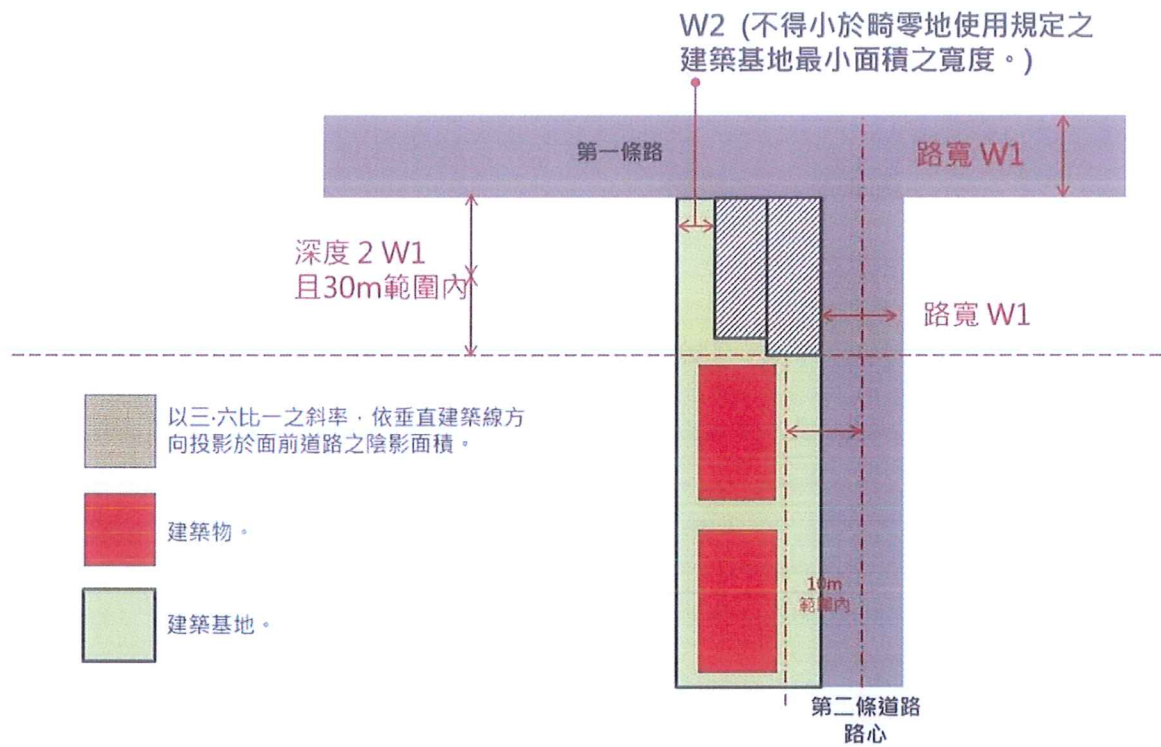 W2 (不得小於畸零地使用規定之
建築基地最小面積之寬度。)
第一條路
路寬 W1
深度 2 W1
且30m範圍內
路寬 W1
以三.六比一之斜率,依垂直建築線方
向投影於面前道路之陰影面積。
建築物。
10m
範圍內
建築基地。
第二條道路
路心